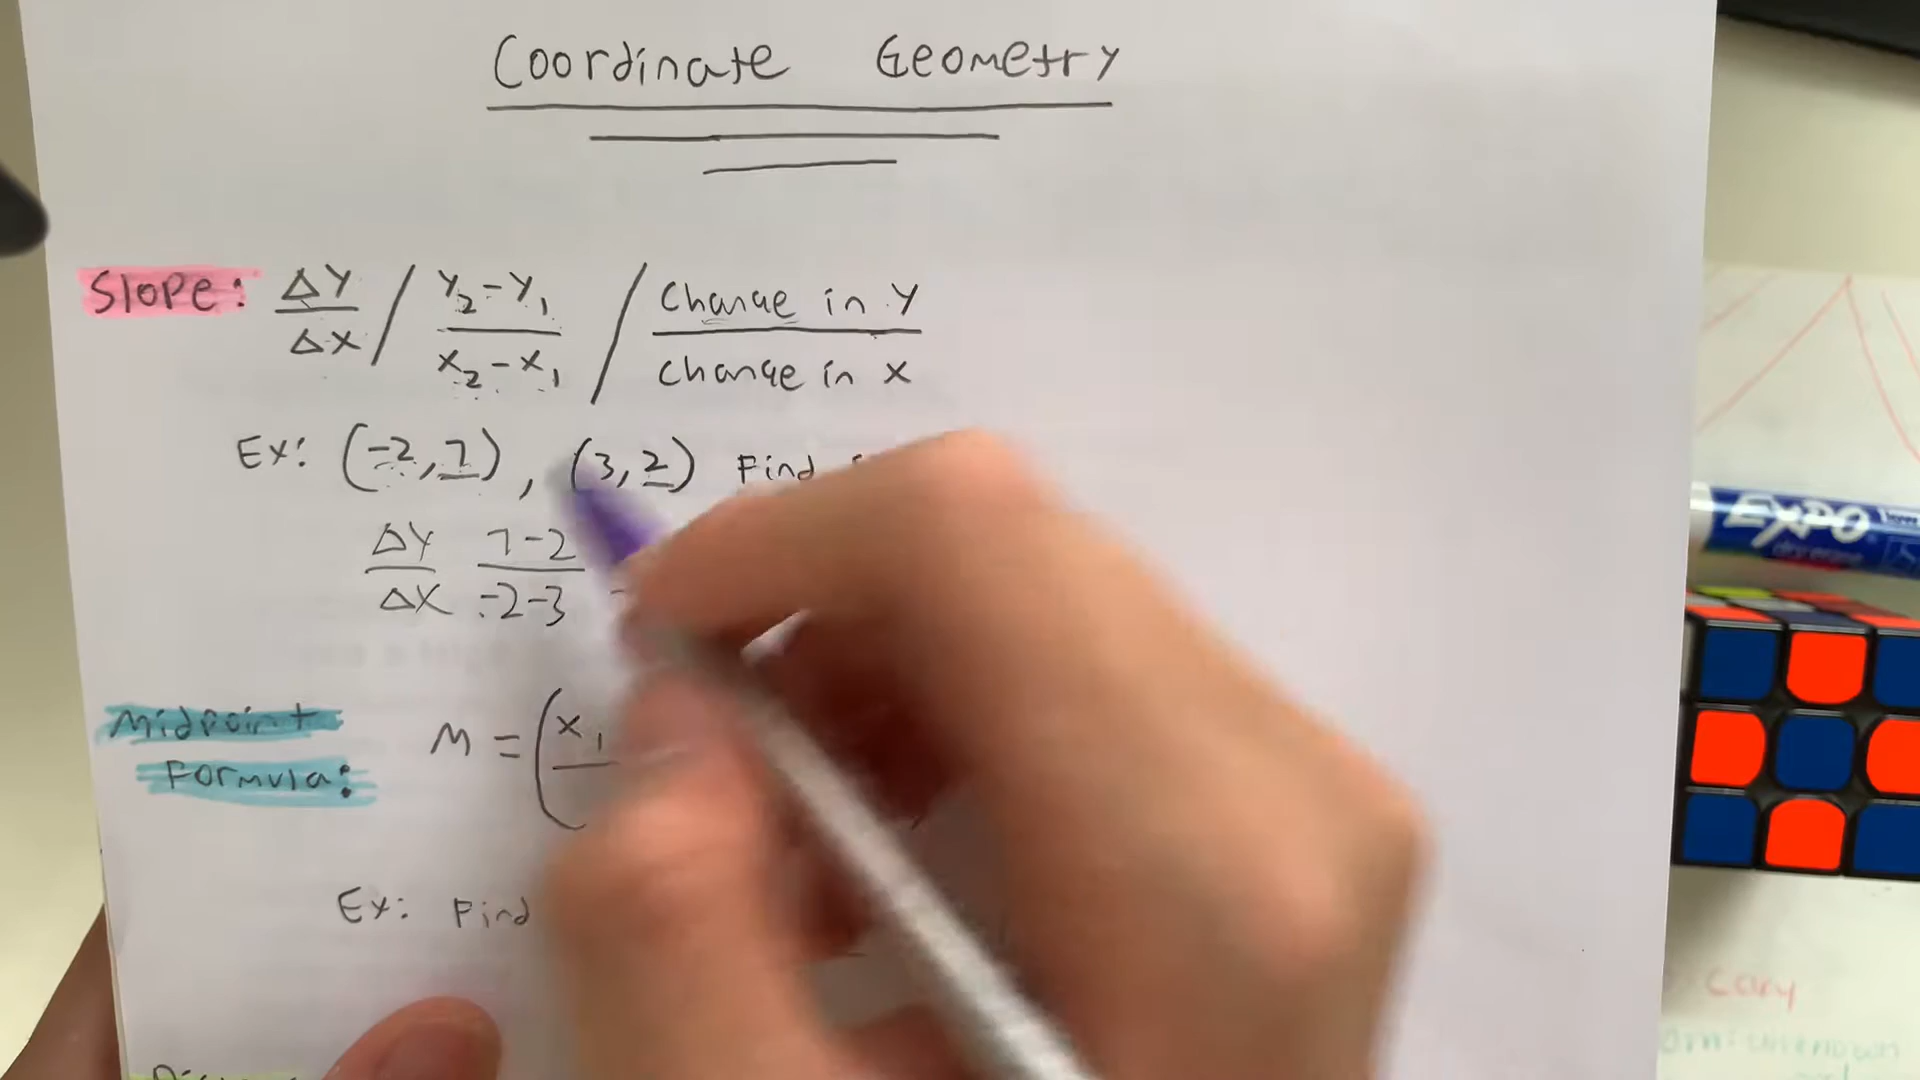 Coordinate Geometry
Slope: ΔY/ΔX / Y₂-Y₁/X₂-X₁ / Change in Y/change in X
Ex: (-2,7), (3,2) Find
ΔY/ΔX 7-2/-2-3
Midpoint Formula: M = (X₁
Ex: Find
EXPO
Cary